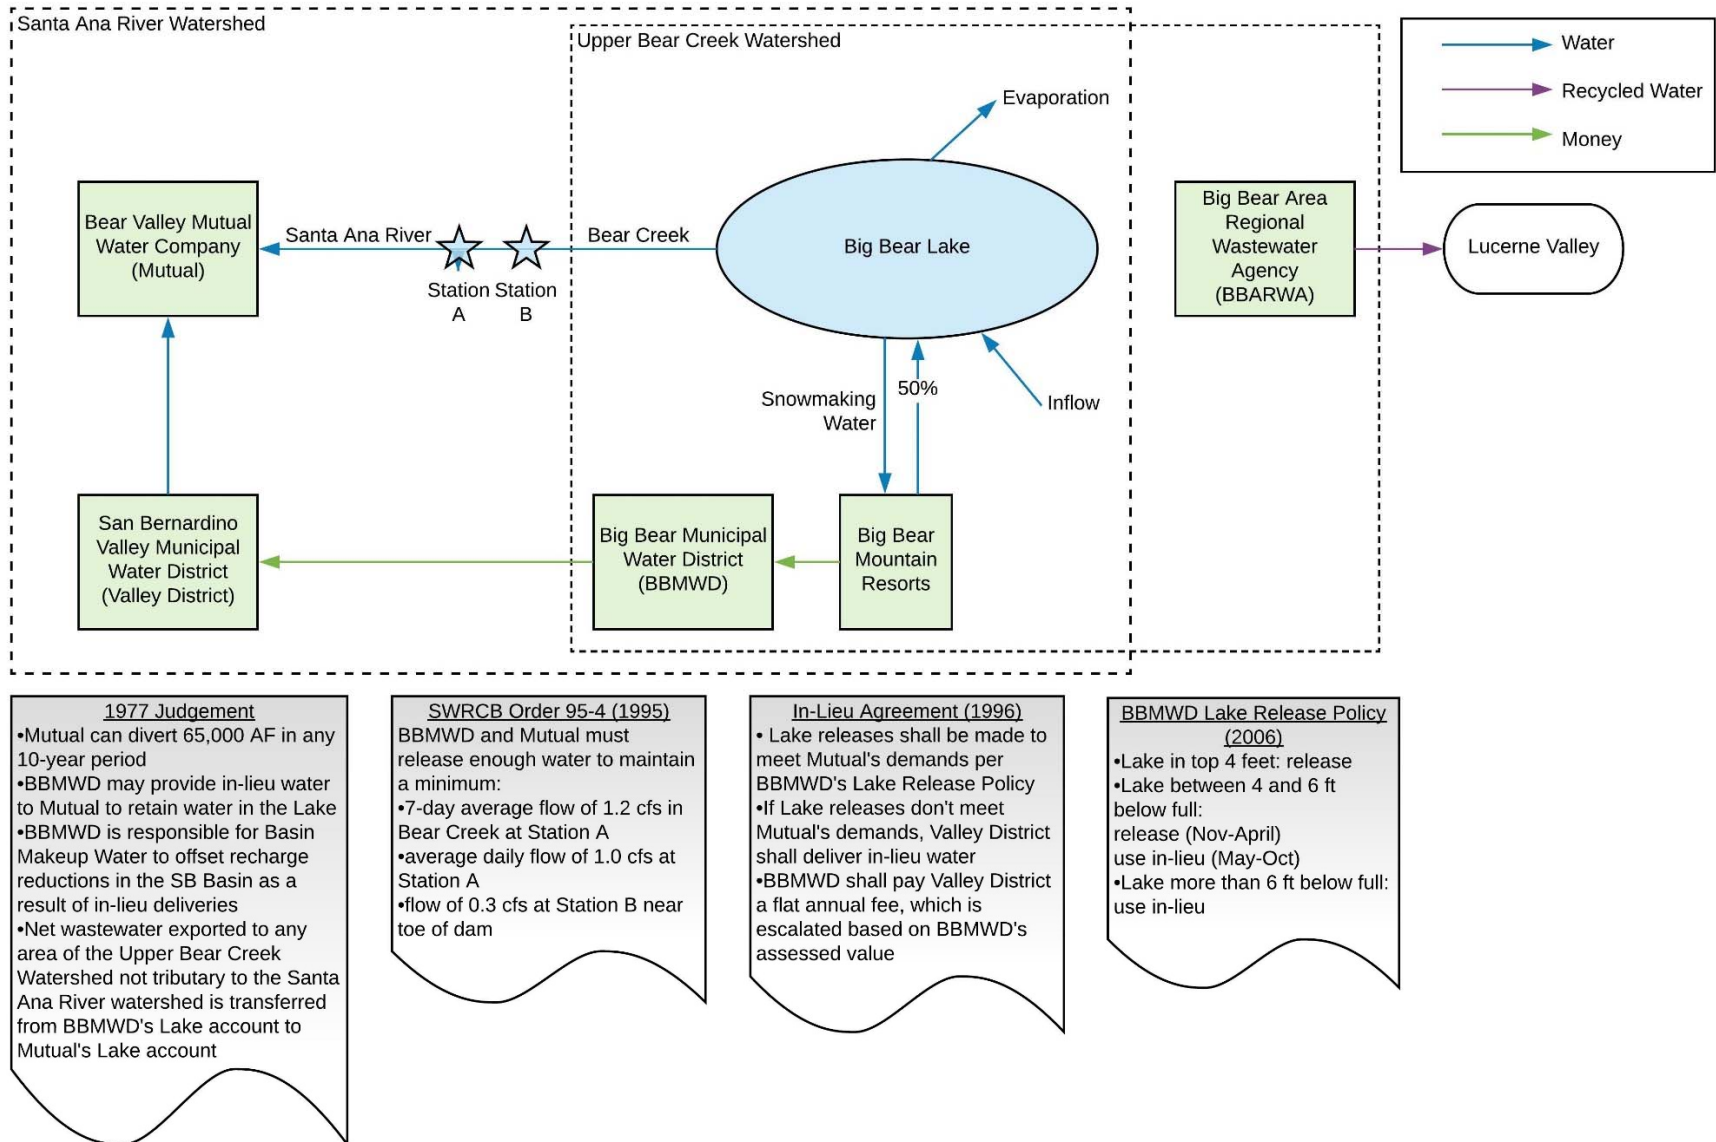 Santa Ana River Watershed
Upper Bear Creek Watershed
Water
Recycled Water
Money
Evaporation
Bear Valley Mutual
Water Company
(Mutual)
Santa Ana River
Bear Creek
Station
A
Station
B
Big Bear Lake
Big Bear Area
Regional
Wastewater
Agency
(BBARWA)
Lucerne Valley
Snowmaking
Water
50%
Inflow
San Bernardino
Valley Municipal
Water District
(Valley District)
Big Bear Municipal
Water District
(BBMWD)
Big Bear
Mountain
Resorts
1977 Judgement
•Mutual can divert 65,000 AF in any
10-year period
•BBMWD may provide in-lieu water
to Mutual to retain water in the Lake
•BBMWD is responsible for Basin
Makeup Water to offset recharge
reductions in the SB Basin as a
result of in-lieu deliveries
•Net wastewater exported to any
area of the Upper Bear Creek
Watershed not tributary to the Santa
Ana River watershed is transferred
from BBMWD's Lake account to
Mutual's Lake account
SWRCB Order 95-4 (1995)
BBMWD and Mutual must
release enough water to maintain
a minimum:
•7-day average flow of 1.2 cfs in
Bear Creek at Station A
•average daily flow of 1.0 cfs at
Station A
•flow of 0.3 cfs at Station B near
toe of dam
In-Lieu Agreement (1996)
• Lake releases shall be made to
meet Mutual's demands per
BBMWD's Lake Release Policy
•If Lake releases don't meet
Mutual's demands, Valley District
shall deliver in-lieu water
•BBMWD shall pay Valley District
a flat annual fee, which is
escalated based on BBMWD's
assessed value
BBMWD Lake Release Policy
(2006)
•Lake in top 4 feet: release
•Lake between 4 and 6 ft
below full:
release (Nov-April)
use in-lieu (May-Oct)
•Lake more than 6 ft below full:
use in-lieu